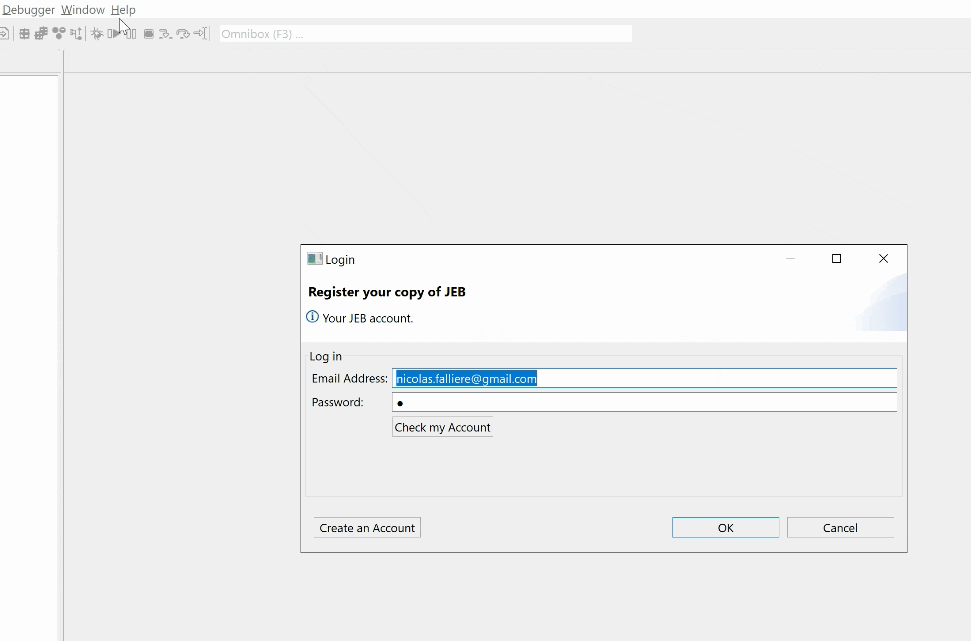 Debugger Window Help
Omnibox (F3) ...
Login
Register your copy of JEB
Your JEB account.
Log in
Email Address: nicolas.falliere@gmail.com
Password: ●
Check my Account
Create an Account OK Cancel